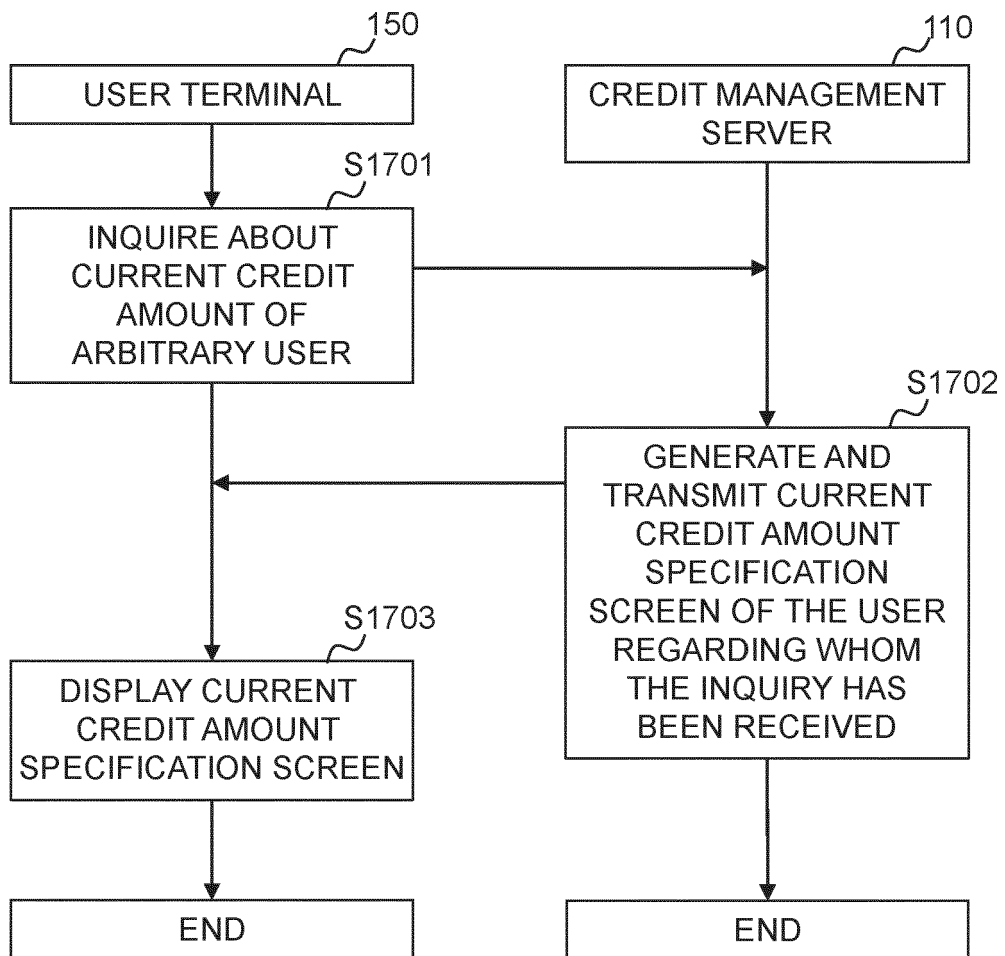 150
USER TERMINAL
110
CREDIT MANAGEMENT
SERVER
S1701
INQUIRE ABOUT
CURRENT CREDIT
AMOUNT OF
ARBITRARY USER
S1702
GENERATE AND
TRANSMIT CURRENT
CREDIT AMOUNT
SPECIFICATION
SCREEN OF THE USER
REGARDING WHOM
THE INQUIRY HAS
BEEN RECEIVED
S1703
DISPLAY CURRENT
CREDIT AMOUNT
SPECIFICATION SCREEN
END
END